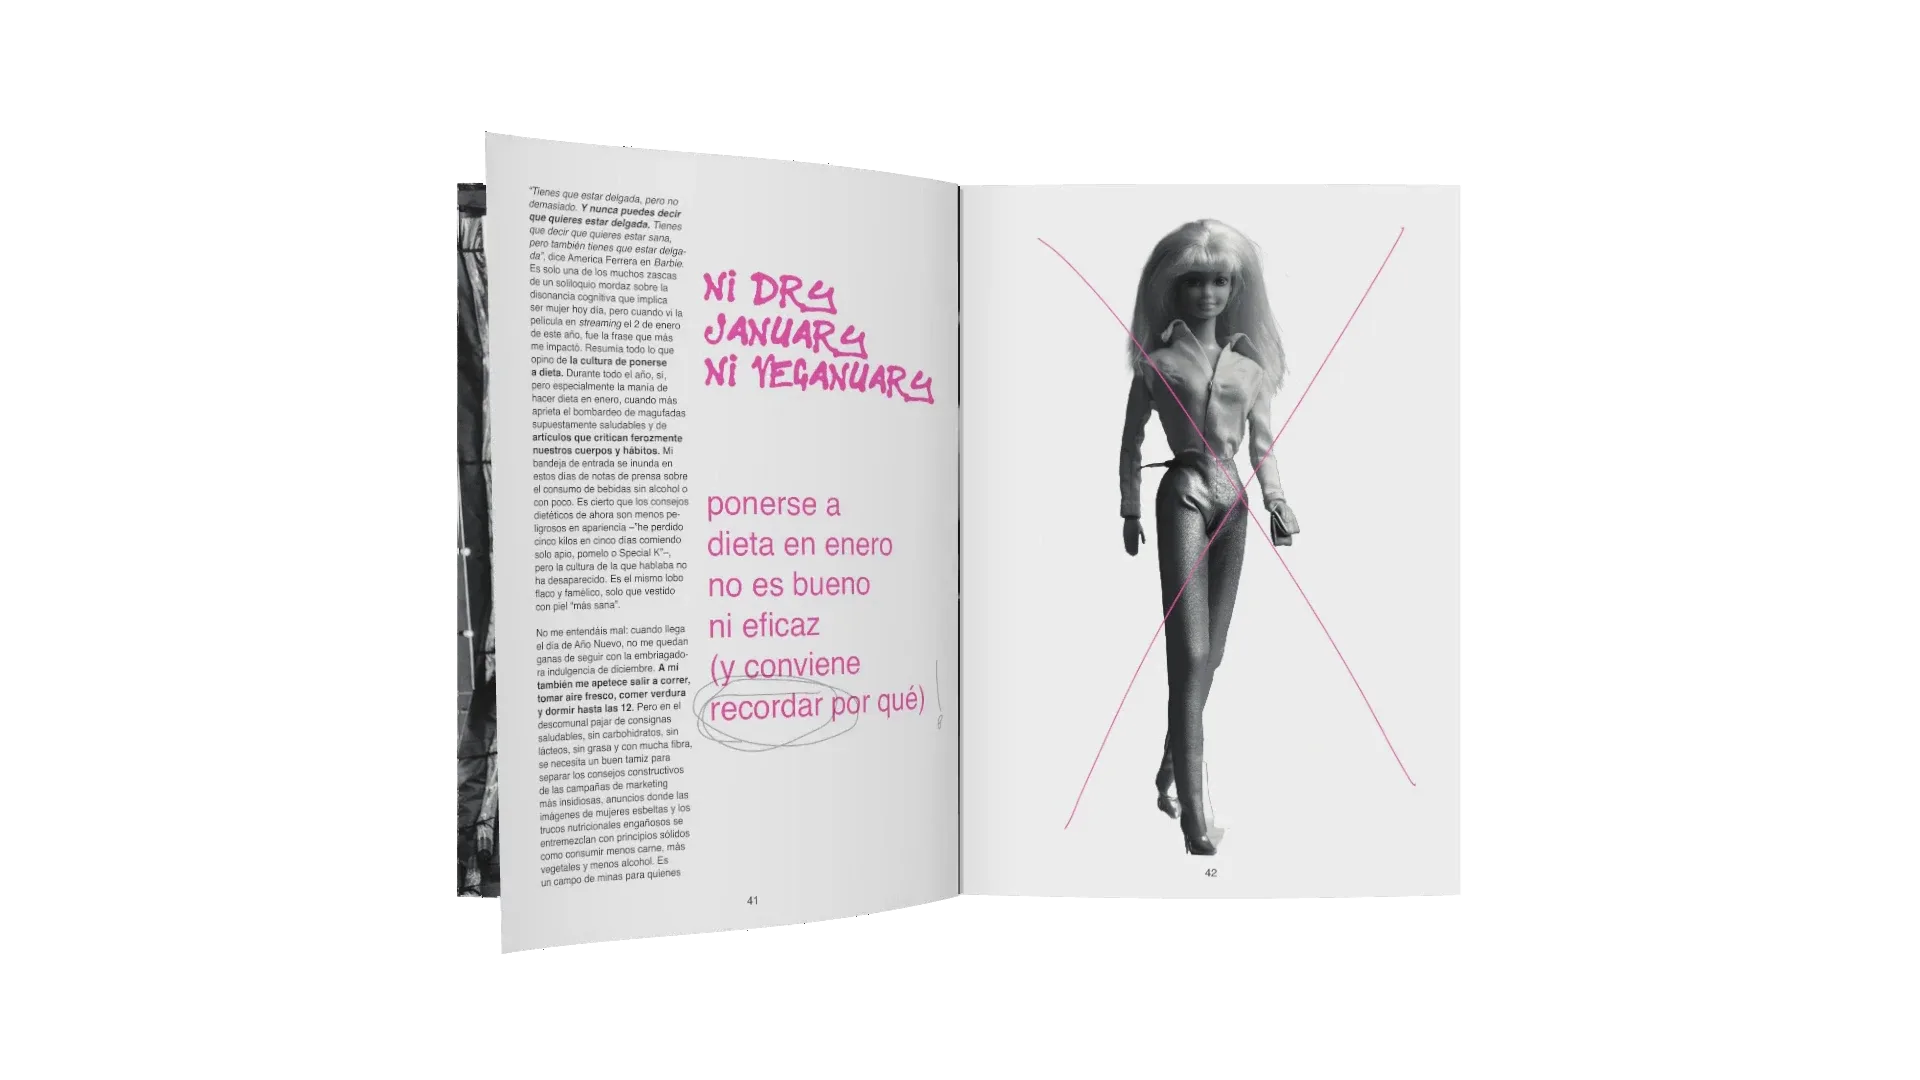 "Tienes que estar delgada, pero no
demasiado. Y nunca puedes decir
que quieres estar delgada. Tienes
que decir que quieres estar sana,
pero también tienes que estar delga-
da", dice America Ferrera en Barbie.
Es solo una de los muchos zascas
de un soliloquio mordaz sobre la
disonancia cognitiva que implica
ser mujer hoy día, pero cuando vi la
película en streaming el 2 de enero
de este año, fue la frase que más
me impactó. Resumía todo lo que
opino de la cultura de ponerse
a dieta. Durante todo el año, sí,
pero especialmente la manía de
hacer dieta en enero, cuando más
aprieta el bombardeo de magufadas
supuestamente saludables y de
artículos que critican ferozmente
nuestros cuerpos y hábitos. Mi
bandeja de entrada se inunda en
estos días de notas de prensa sobre
el consumo de bebidas sin alcohol o
con poco. Es cierto que los consejos
dietéticos de ahora son menos pe-
ligrosos en apariencia –"he perdido
cinco kilos en cinco días comiendo
solo apio, pomelo o Special K"–,
pero la cultura de la que hablaba no
ha desaparecido. Es el mismo lobo
flaco y famélico, solo que vestido
con piel "más sana".
No me entendáis mal: cuando llega
el día de Año Nuevo, no me quedan
ganas de seguir con la embriagado-
ra indulgencia de diciembre. A mí
también me apetece salir a correr,
tomar aire fresco, comer verdura
y dormir hasta las 12. Pero en el
descomunal pajar de consignas
saludables, sin carbohidratos, sin
lácteos, sin grasa y con mucha fibra,
se necesita un buen tamiz para
separar los consejos constructivos
de las campañas de marketing
más insidiosas, anuncios donde las
imágenes de mujeres esbeltas y los
trucos nutricionales engañosos se
entremezclan con principios sólidos
como consumir menos carne, más
vegetales y menos alcohol. Es
un campo de minas para quienes
Ni DRY
JANUARY
Ni VEGANUARY
ponerse a
dieta en enero
no es bueno
ni eficaz
(y conviene
recordar por qué)
!
41
42